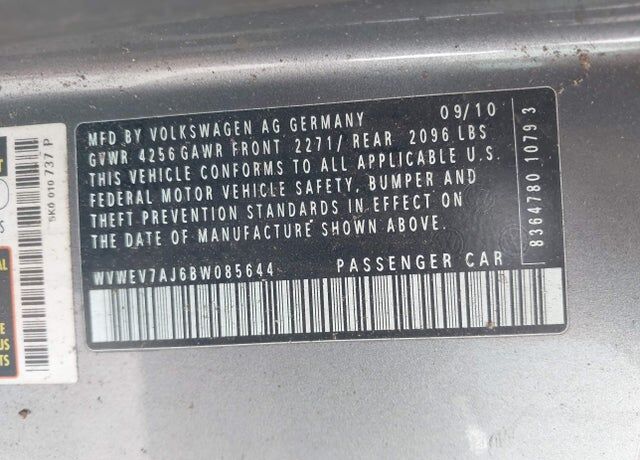 MFD BY VOLKSWAGEN AG GERMANY 09/10
GVWR 4256 GAWR FRONT 2271/ REAR 2096 LBS
THIS VEHICLE CONFORMS TO ALL APPLICABLE U.S.
FEDERAL MOTOR VEHICLE SAFETY, BUMPER AND
THEFT PREVENTION STANDARDS IN EFFECT ON
THE DATE OF MANUFACTURE SHOWN ABOVE.
WVWEV7AJ6BW085644 PASSENGER CAR
8364780 1079 3
5K0 010 737 P